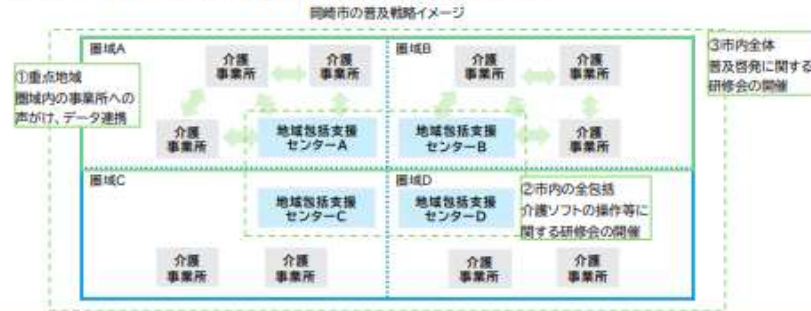 岡崎市の普及戦略イメージ
圏域A
介護
事業所
介護
事業所
①重点地域
圏域内の事業所への
声がけ、データ連携
介護
事業所
地域包括支援
センターA
圏域B
介護
事業所
介護
事業所
地域包括支援
センターB
介護
事業所
③市内全体
普及啓発に関する
研修会の開催
圏域C
地域包括支援
センターC
介護
事業所
介護
事業所
圏域D
地域包括支援
センターD
②市内の全包括
介護ソフトの操作等に
関する研修会の開催
介護
事業所
介護
事業所